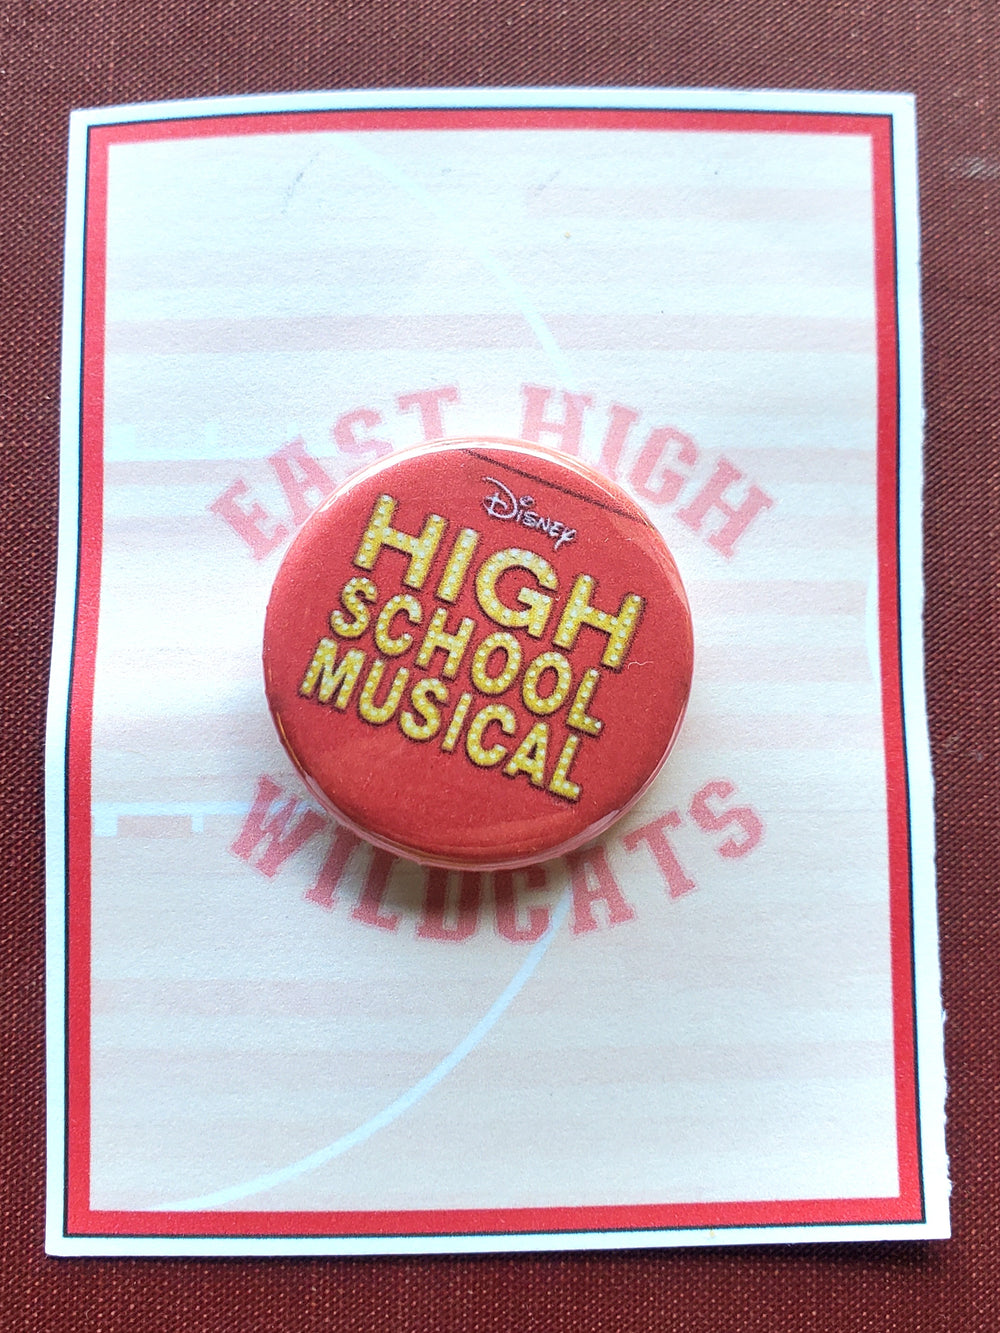 EAST HIGH
DISNEY
HIGH
SCHOOL
MUSICAL
WILDCATS